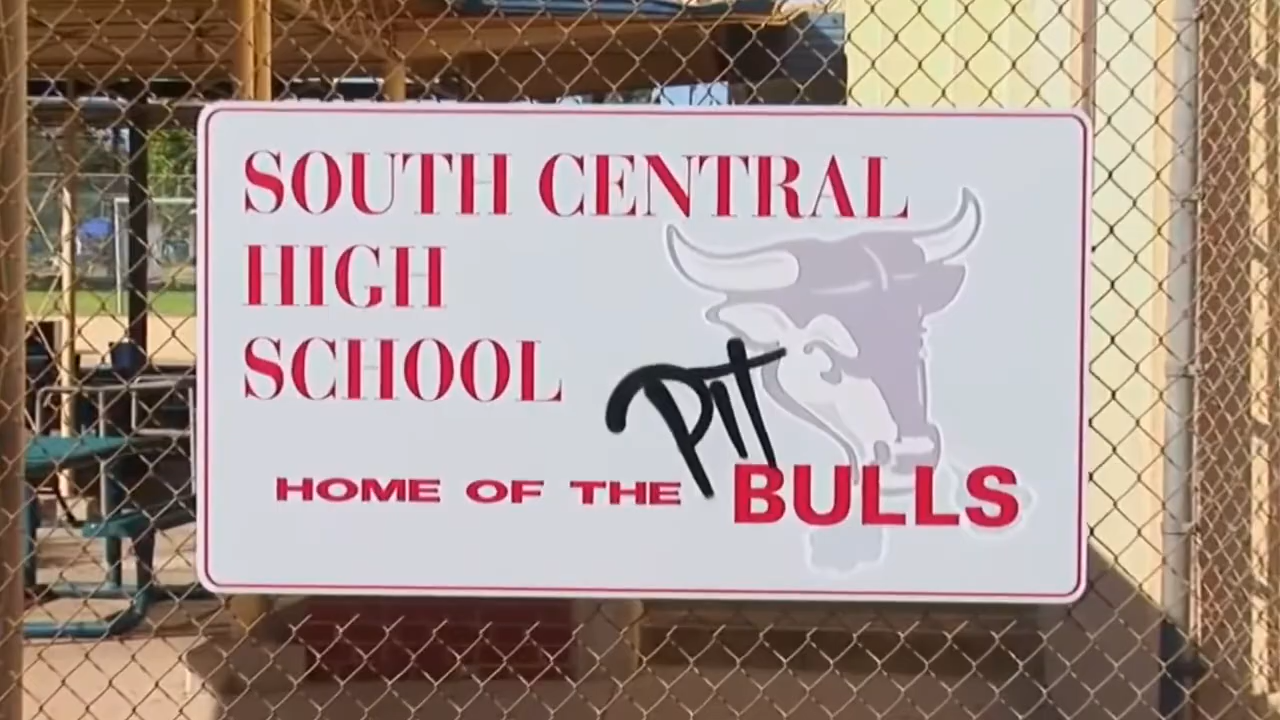 SOUTH CENTRAL
HIGH
SCHOOL
PIT
HOME OF THE BULLS